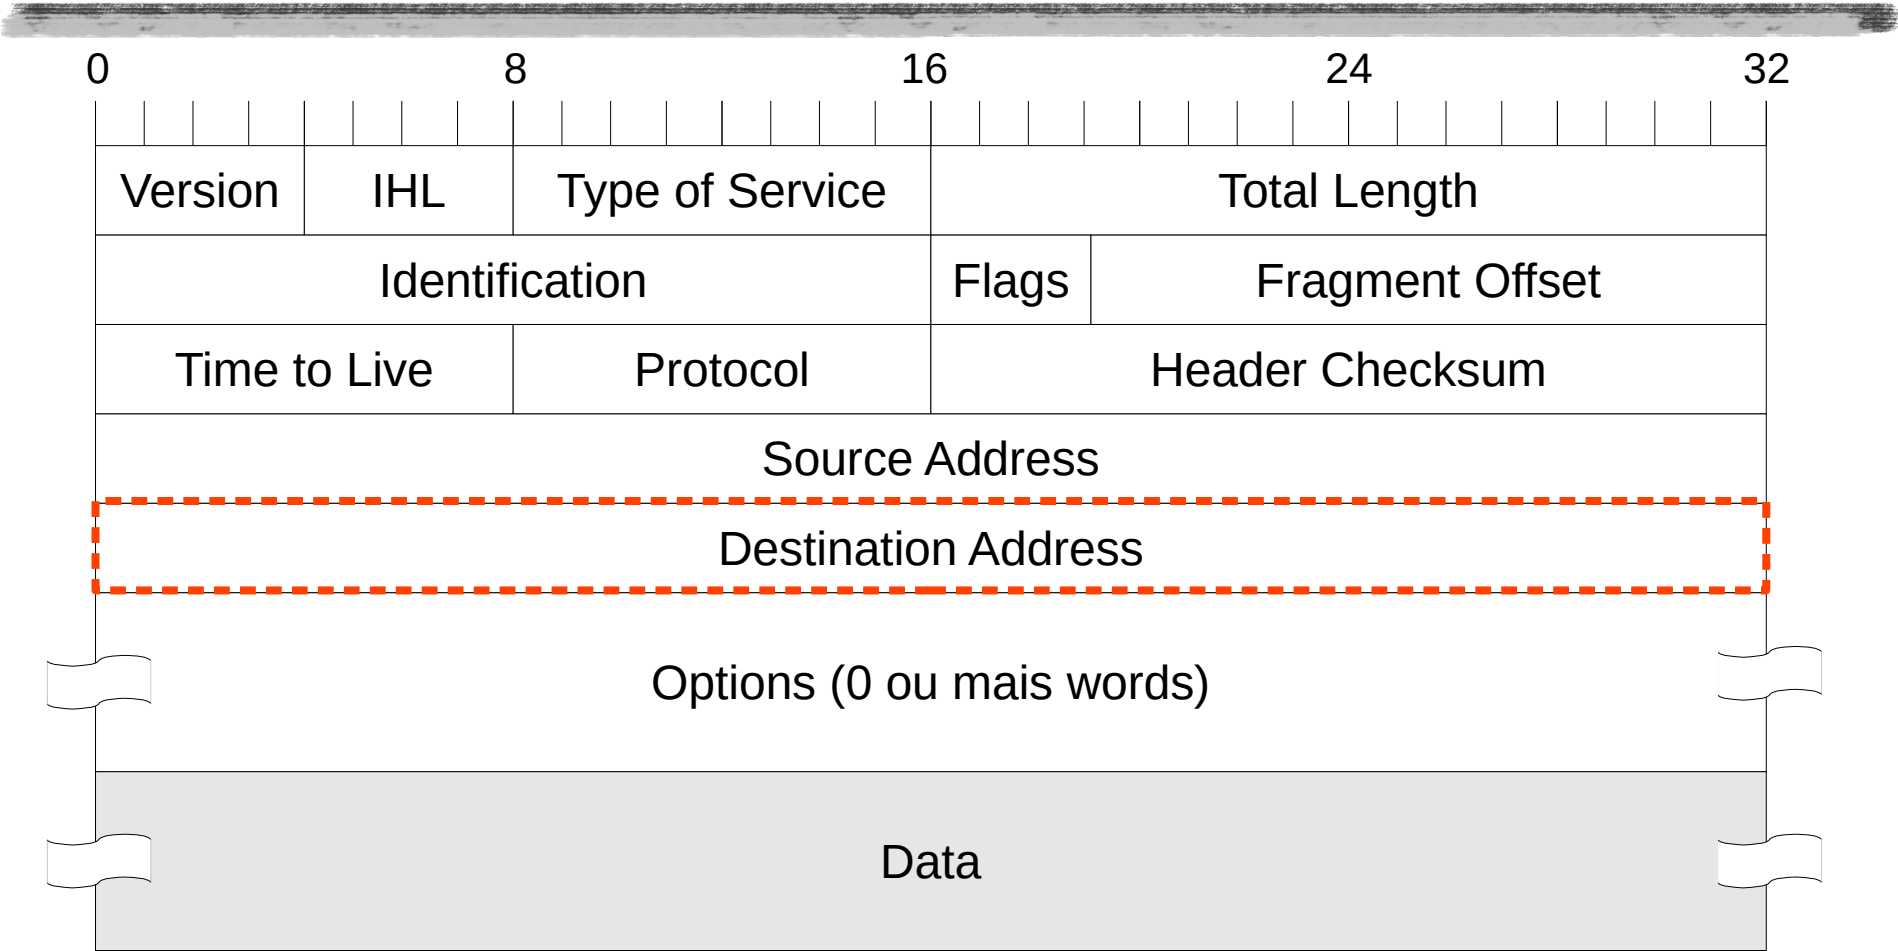 0 8 16 24 32
Version IHL Type of Service Total Length
Identification Flags Fragment Offset
Time to Live Protocol Header Checksum
Source Address
Destination Address
Options (0 ou mais words)
Data